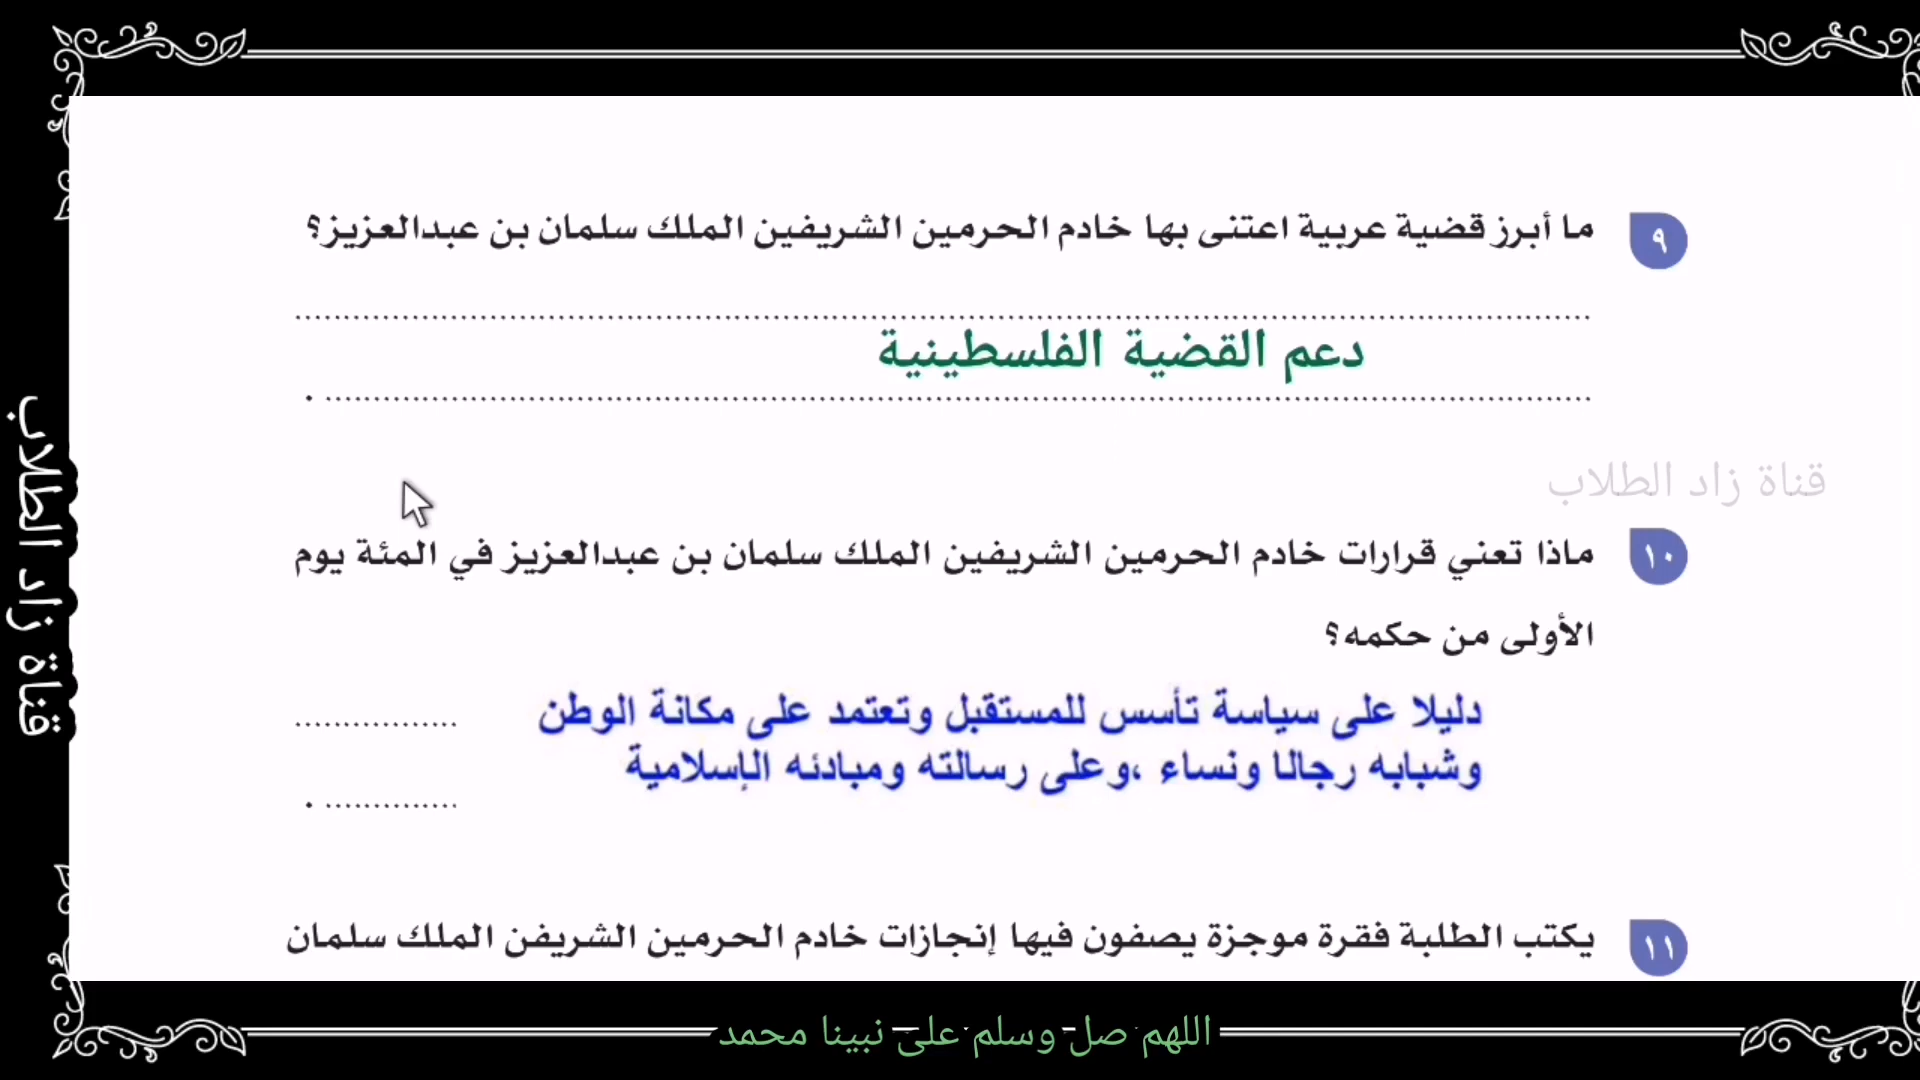 ٩ ما أبرز قضية عربية اعتنى بها خادم الحرمين الشريفين الملك سلمان بن عبدالعزيز؟
دعم القضية الفلسطينية
قناة زاد الطلاب
١٠ ماذا تعني قرارات خادم الحرمين الشريفين الملك سلمان بن عبدالعزيز في المئة يوم
الأولى من حكمه؟
دليلا على سياسة تأسس للمستقبل وتعتمد على مكانة الوطن
وشبابه رجالا ونساء ،وعلى رسالته ومبادئه الإسلامية
١١ يكتب الطلبة فقرة موجزة يصفون فيها إنجازات خادم الحرمين الشريفن الملك سلمان
اللهم صل وسلم على نبينا محمد
قناة زاد الطلاب